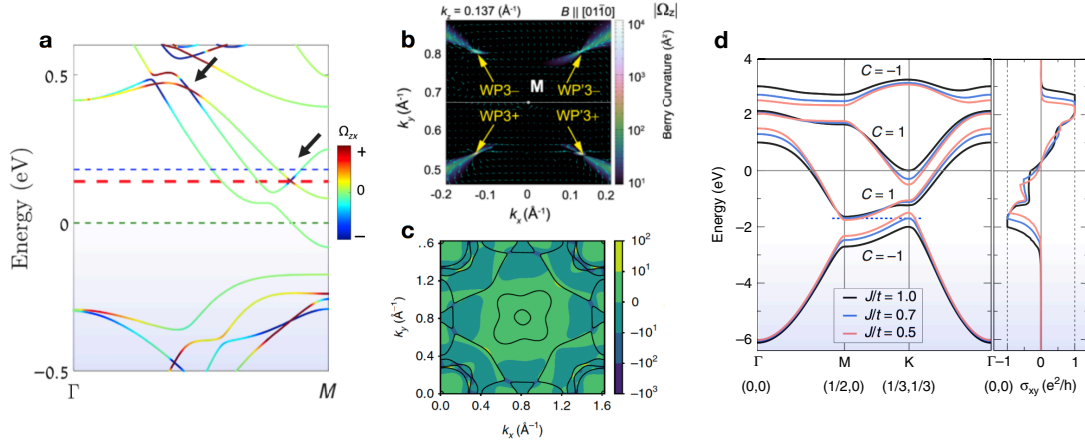 a
Energy (eV)
0.5
0
−0.5
Γ
M
Ω_zx
+
0
−
b
k_z = 0.137 (Å⁻¹)
B || [011̄0]
|Ω_z|
k_y (Å⁻¹)
0.8
0.7
0.6
0.5
WP3−
M
WP'3−
WP3+
WP'3+
−0.2
−0.1
0.0
0.1
0.2
k_x (Å⁻¹)
10⁴
10³
10²
10¹
Berry Curvature (Å²)
c
k_y (Å⁻¹)
1.6
1.2
0.8
0.4
0.0
0.0
0.4
0.8
1.2
1.6
k_x (Å⁻¹)
10²
10¹
0
−10¹
−10²
−10³
d
Energy (eV)
4
2
0
−2
−4
−6
C = −1
C = 1
C = 1
C = −1
J/t = 1.0
J/t = 0.7
J/t = 0.5
Γ
M
K
Γ
−1
0
1
(0,0)
(1/2,0)
(1/3,1/3)
(0,0)
σ_xy (e²/h)